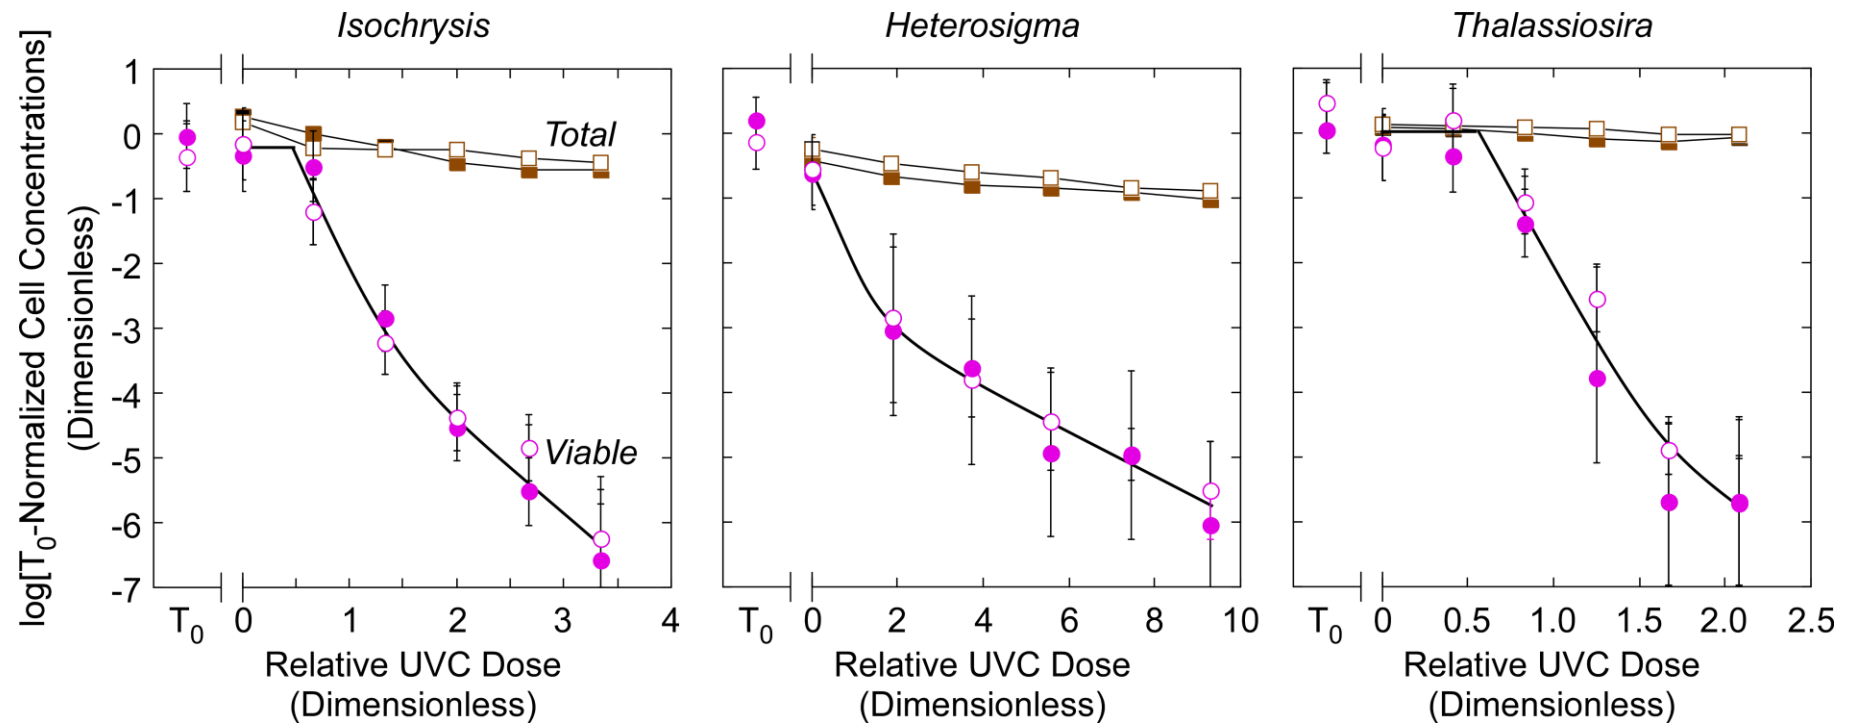 Isochrysis
Heterosigma
Thalassiosira
log[T0-Normalized Cell Concentrations]
(Dimensionless)
1
0
-1
-2
-3
-4
-5
-6
-7
Total
Viable
T0 0 1 2 3 4
T0 0 2 4 6 8 10
T0 0 0.5 1.0 1.5 2.0 2.5
Relative UVC Dose
(Dimensionless)
Relative UVC Dose
(Dimensionless)
Relative UVC Dose
(Dimensionless)